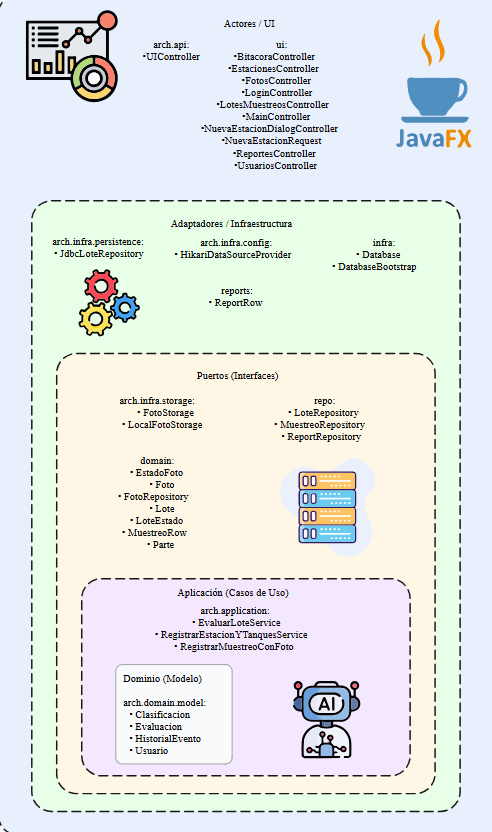 Actores / UI
arch.api:
•UIController
ui:
•BitacoraController
•EstacionesController
•FotosController
•LoginController
•LotesMuestreosController
•MainController
•NuevaEstacionDialogController
•NuevaEstacionRequest
•ReportesController
•UsuariosController
JavaFX
Adaptadores / Infraestructura
arch.infra.persistence:
• JdbcLoteRepository
arch.infra.config:
• HikariDataSourceProvider
infra:
• Database
• DatabaseBootstrap
reports:
• ReportRow
Puertos (Interfaces)
arch.infra.storage:
• FotoStorage
• LocalFotoStorage
repo:
• LoteRepository
• MuestreoRepository
• ReportRepository
domain:
• EstadoFoto
• Foto
• FotoRepository
• Lote
• LoteEstado
• MuestreoRow
• Parte
Aplicación (Casos de Uso)
arch.application:
• EvaluarLoteService
• RegistrarEstacionYTanquesService
• RegistrarMuestreoConFoto
Dominio (Modelo)
arch.domain.model:
• Clasificacion
• Evaluacion
• HistorialEvento
• Usuario
AI